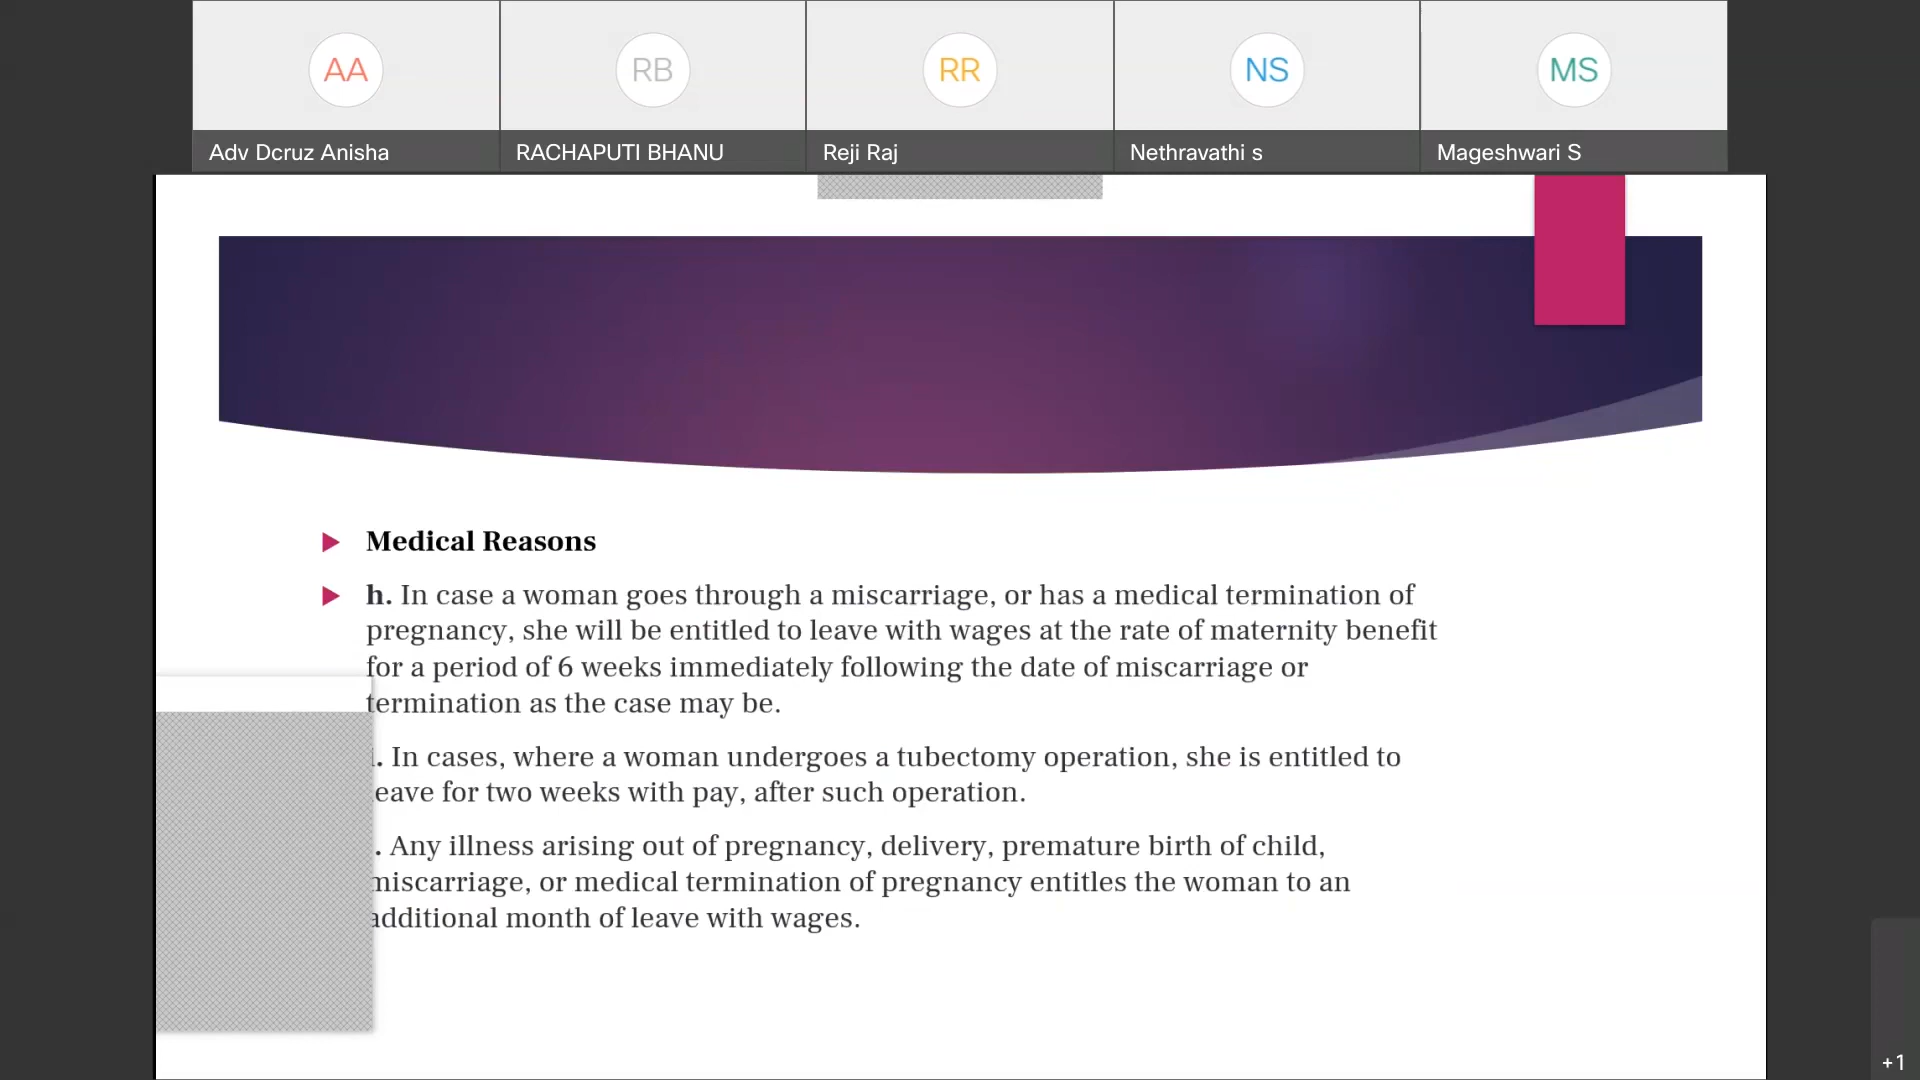 AA
RB
RR
NS
MS
Adv Dcruz Anisha
RACHAPUTI BHANU
Reji Raj
Nethravathi s
Mageshwari S
Medical Reasons
h. In case a woman goes through a miscarriage, or has a medical termination of
pregnancy, she will be entitled to leave with wages at the rate of maternity benefit
for a period of 6 weeks immediately following the date of miscarriage or
termination as the case may be.
i. In cases, where a woman undergoes a tubectomy operation, she is entitled to
leave for two weeks with pay, after such operation.
. Any illness arising out of pregnancy, delivery, premature birth of child,
miscarriage, or medical termination of pregnancy entitles the woman to an
additional month of leave with wages.
+1